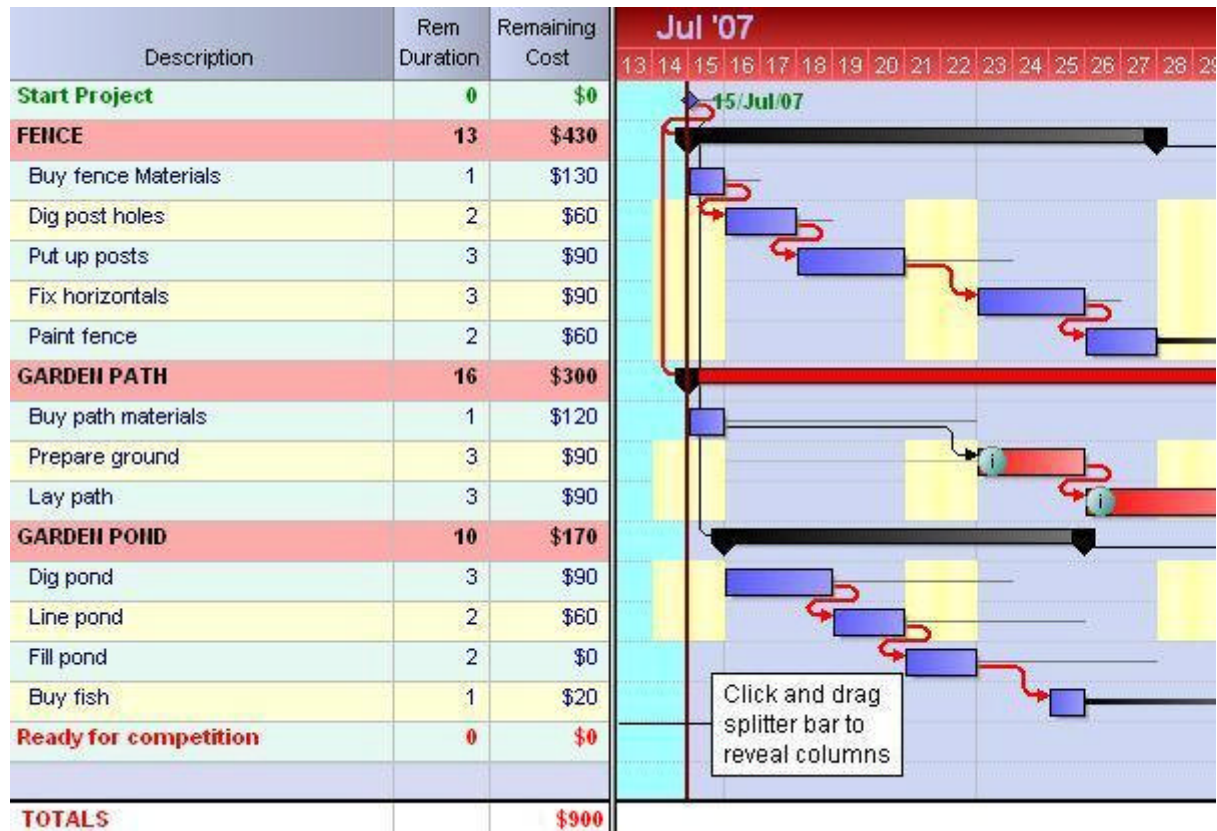 Description Rem Duration Remaining Cost
Jul '07
13 14 15 16 17 18 19 20 21 22 23 24 25 26 27 28 29
Start Project 0 $0
15/Jul/07
FENCE 13 $430
Buy fence Materials 1 $130
Dig post holes 2 $60
Put up posts 3 $90
Fix horizontals 3 $90
Paint fence 2 $60
GARDEN PATH 16 $300
Buy path materials 1 $120
Prepare ground 3 $90
i
Lay path 3 $90
i
GARDEN POND 10 $170
Dig pond 3 $90
Line pond 2 $60
Fill pond 2 $0
Buy fish 1 $20
Ready for competition 0 $0
Click and drag
splitter bar to
reveal columns
TOTALS $900